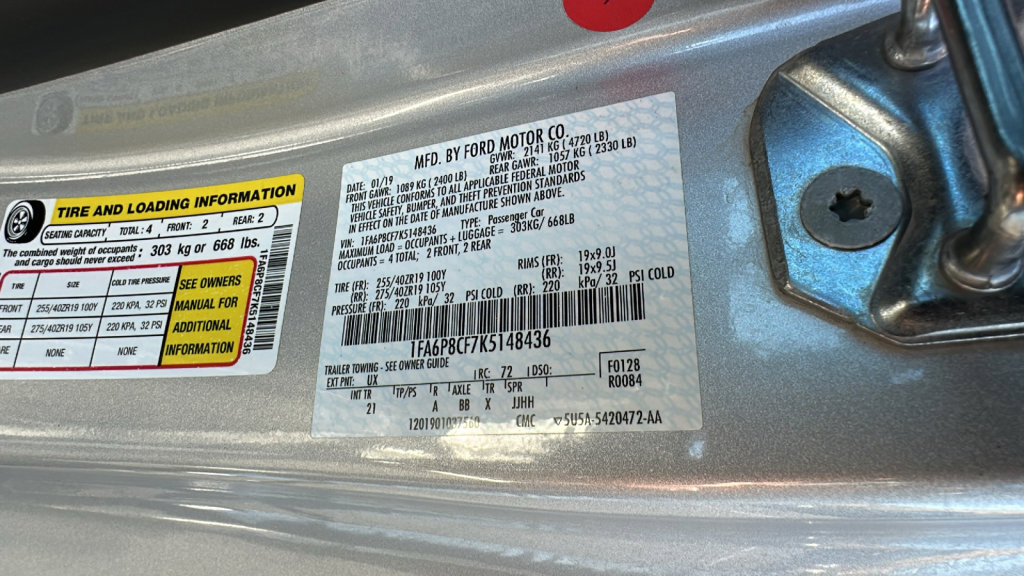 TIRE AND LOADING INFORMATION
SEATING CAPACITY TOTAL: 4 FRONT: 2 REAR: 2
The combined weight of occupants and cargo should never exceed : 303 kg or 668 lbs.
TIRE SIZE COLD TIRE PRESSURE
FRONT 255/40ZR19 100Y 220 KPA, 32 PSI
275/40ZR19 105Y 220 KPA, 32 PSI
NONE NONE
SEE OWNERS
MANUAL FOR
ADDITIONAL
INFORMATION
1FA6P8CF7K5148436
MFD. BY FORD MOTOR CO.
DATE: 01/19 GVWR: 2141 KG ( 4720 LB)
FRONT GAWR: 1089 KG ( 2400 LB) REAR GAWR: 1057 KG ( 2330 LB)
THIS VEHICLE CONFORMS TO ALL APPLICABLE FEDERAL MOTOR
VEHICLE SAFETY, BUMPER, AND THEFT PREVENTION STANDARDS
IN EFFECT ON THE DATE OF MANUFACTURE SHOWN ABOVE.
VIN: 1FA6P8CF7K5148436 TYPE: Passenger Car
MAXIMUM LOAD = OCCUPANTS + LUGGAGE = 303KG/ 668LB
OCCUPANTS = 4 TOTAL; 2 FRONT, 2 REAR
TIRE (FR): 255/40ZR19 100Y RIMS (FR): 19x9.0J
(RR): 275/40ZR19 105Y (RR): 19x9.5J
PRESSURE (FR): 220 kPa/ 32 PSI COLD (RR): 220 kPa/ 32 PSI COLD
1FA6P8CF7K5148436
TRAILER TOWING - SEE OWNER GUIDE
EXT PNT: UX RC: 72 DSO: F0128
INT TR TP/PS R AXLE TR SPR R0084
21 A BB X JJHH
1201901037560 CMC 5U5A-5420472-AA